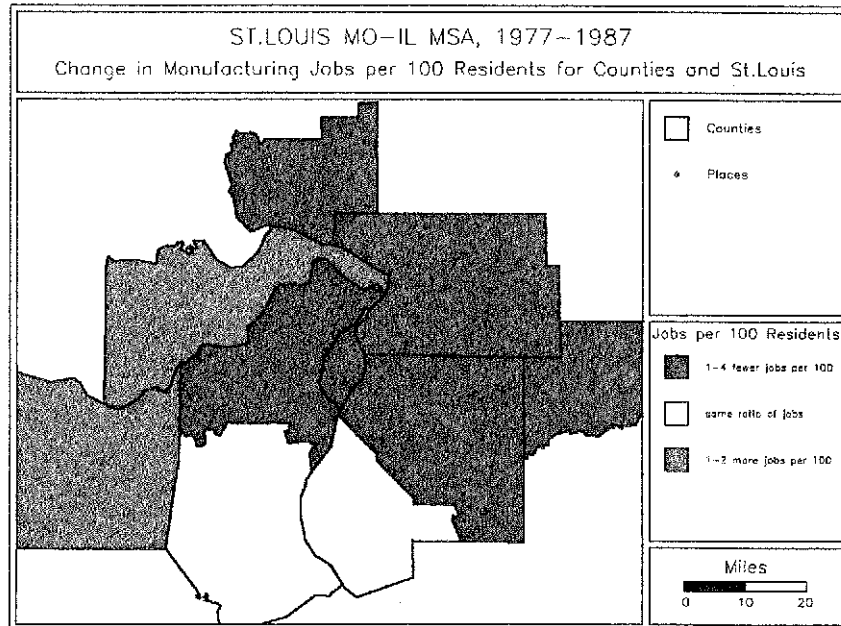 ST.LOUIS MO-IL MSA, 1977-1987
Change in Manufacturing Jobs per 100 Residents for Counties and St.Louis
Counties
Places
Jobs per 100 Residents
1-4 fewer jobs per 100
same ratio of jobs
1-2 more jobs per 100
Miles
0 10 20